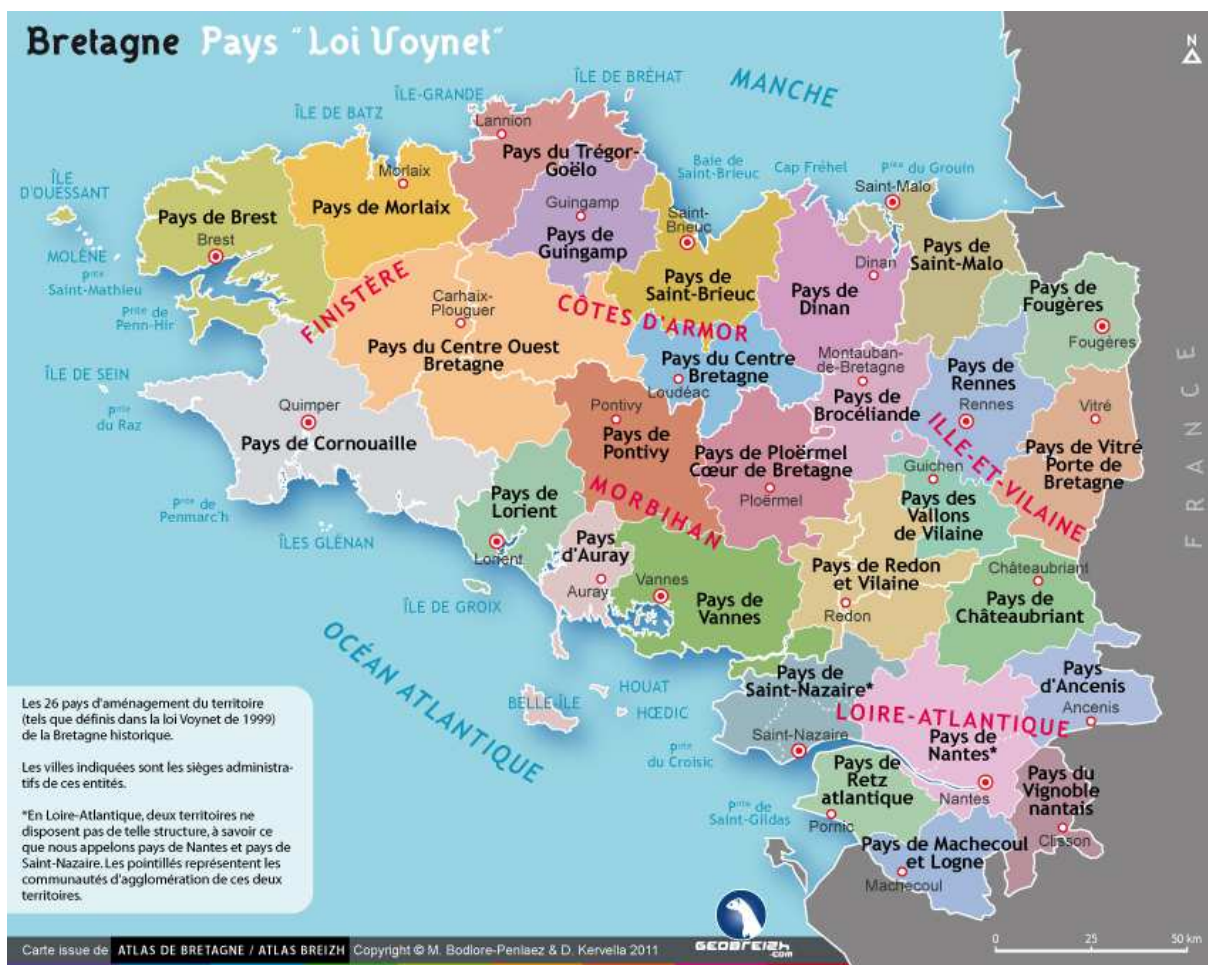 Bretagne Pays "Loi Voynet"
N
MANCHE
ÎLE DE BRÉHAT
ÎLE-GRANDE
ÎLE DE BATZ
Lannion
Pays du Trégor-
Goëlo
Baie de
Saint-Brieuc
Cap Fréhel
Pnte du Grouin
Saint-Malo
ÎLE
D'OUESSANT
Morlaix
Pays de Morlaix
Pays de Brest
Brest
Guingamp
Pays de
Guingamp
Saint-
Brieuc
Pays de
Saint-Brieuc
Dinan
Pays de
Dinan
Pays de
Saint-Malo
Pays de
Fougères
Fougères
MOLÈNE
Pnte
Saint-Mathieu
Pnte de
Penn-Hir
FINISTÈRE
CÔTES D'ARMOR
Carhaix-
Plouguer
Pays du Centre Ouest
Bretagne
Pays du Centre
Bretagne
Loudéac
Montauban-
de-Bretagne
Pays de
Brocéliande
Pays de
Rennes
Rennes
ILLE-ET-VILAINE
Vitré
Pays de Vitré
Porte de
Bretagne
FRANCE
ÎLE DE SEIN
Pnte
du Raz
Quimper
Pays de Cornouaille
Pontivy
Pays de
Pontivy
Pays de Ploërmel
Cœur de Bretagne
Ploërmel
Guichen
Pays des
Vallons
de Vilaine
Pnte de
Penmarc'h
ÎLES GLÉNAN
Pays de
Lorient
Lorient
MORBIHAN
Pays
d'Auray
Auray
Vannes
Pays de
Vannes
Pays de Redon
et Vilaine
Redon
Châteaubriant
Pays de
Châteaubriant
ÎLE DE GROIX
OCÉAN ATLANTIQUE
BELLE-ÎLE
HOUAT
HŒDIC
Pays de
Saint-Nazaire*
Saint-Nazaire
LOIRE-ATLANTIQUE
Pays
d'Ancenis
Ancenis
Pays de
Nantes*
Nantes
Pnte
du Croisic
Pays de
Retz
atlantique
Pornic
Pnte de
Saint-Gildas
Pays du
Vignoble
nantais
Clisson
Pays de Machecoul
et Logne
Machecoul
Les 26 pays d'aménagement du territoire
(tels que définis dans la loi Voynet de 1999)
de la Bretagne historique.
Les villes indiquées sont les sièges administra-
tifs de ces entités.
*En Loire-Atlantique, deux territoires ne
disposent pas de telle structure, à savoir ce
que nous appelons pays de Nantes et pays de
Saint-Nazaire. Les pointillés représentent les
communautés d'agglomération de ces deux
territoires.
Carte issue de ATLAS DE BRETAGNE / ATLAS BREIZH Copyright © M. Bodlore-Penlaez & D. Kervella 2011
GEOBREIZH
.COM
0 25 50 km